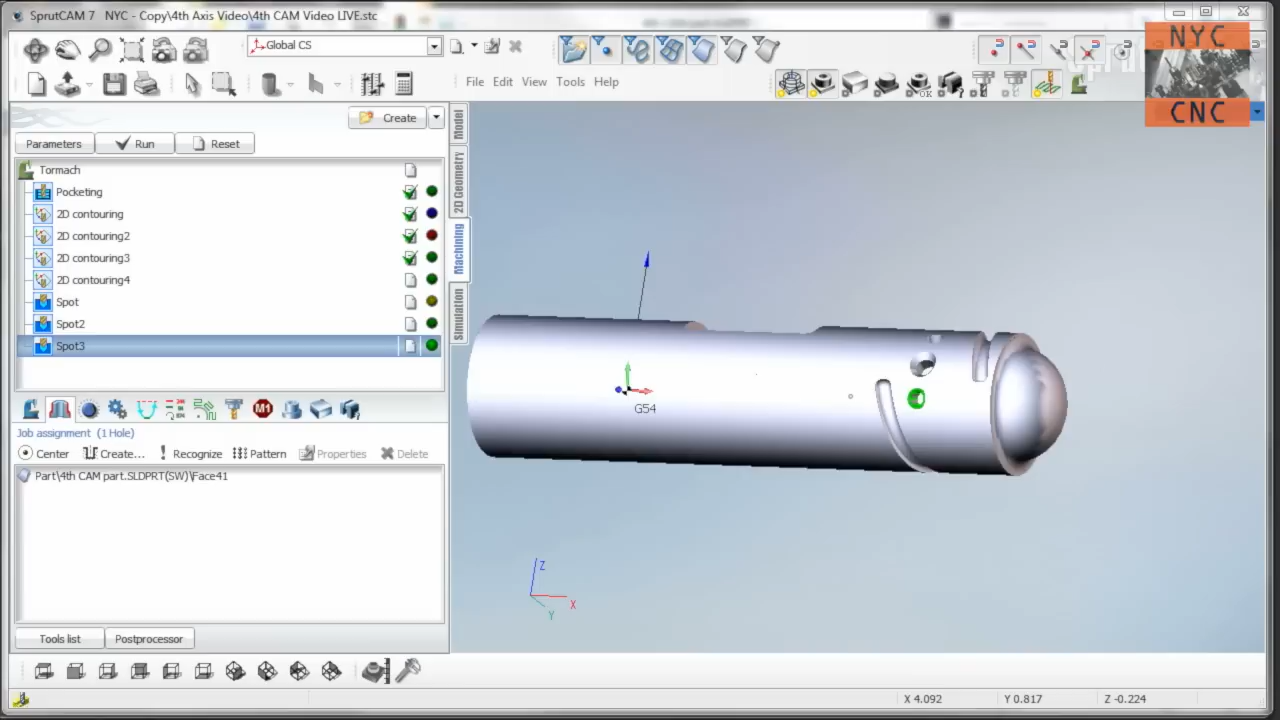 SprutCAM 7 NYC - Copy\4th Axis Video\4th CAM Video LIVE.stc
NYC
CNC
Global CS
File Edit View Tools Help
OK
Create
Parameters Run Reset
Tormach
Pocketing
2D contouring
2D contouring2
2D contouring3
2D contouring4
Spot
Spot2
Spot3
Model
2D Geometry
Machining
Simulation
M1
Job assignment (1 Hole)
Center Create... Recognize Pattern Properties Delete
Part\4th CAM part.SLDPRT(SW)\Face41
G54
Z
X
Y
Tools list Postprocessor
X 4.092 Y 0.817 Z -0.224